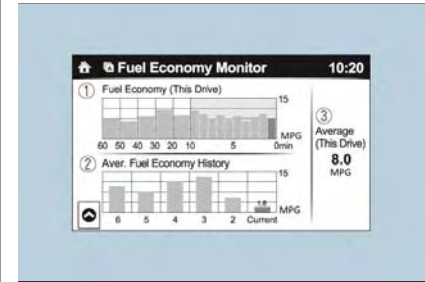 Fuel Economy Monitor 10:20
① Fuel Economy (This Drive)
15
MPG
60 50 40 30 20 10 5 0min
② Aver. Fuel Economy History
15
1.8
MPG
6 5 4 3 2 Current
③
Average
(This Drive)
8.0
MPG